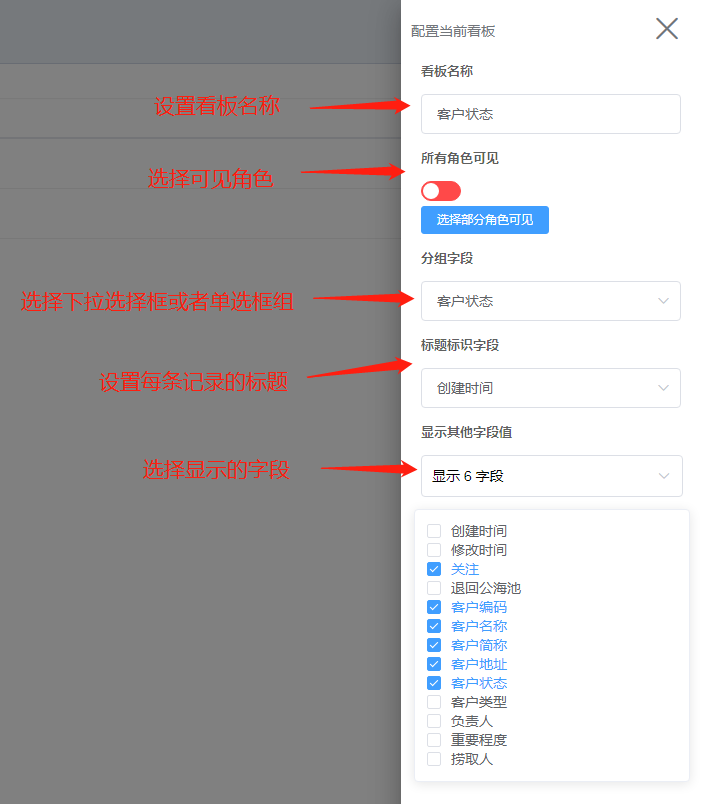 配置当前看板
看板名称
设置看板名称
客户状态
所有角色可见
选择可见角色
选择部分角色可见
分组字段
选择下拉选择框或者单选框组
客户状态
标题标识字段
设置每条记录的标题
创建时间
显示其他字段值
选择显示的字段
显示 6 字段
创建时间
修改时间
关注
退回公海池
客户编码
客户名称
客户简称
客户地址
客户状态
客户类型
负责人
重要程度
捞取人